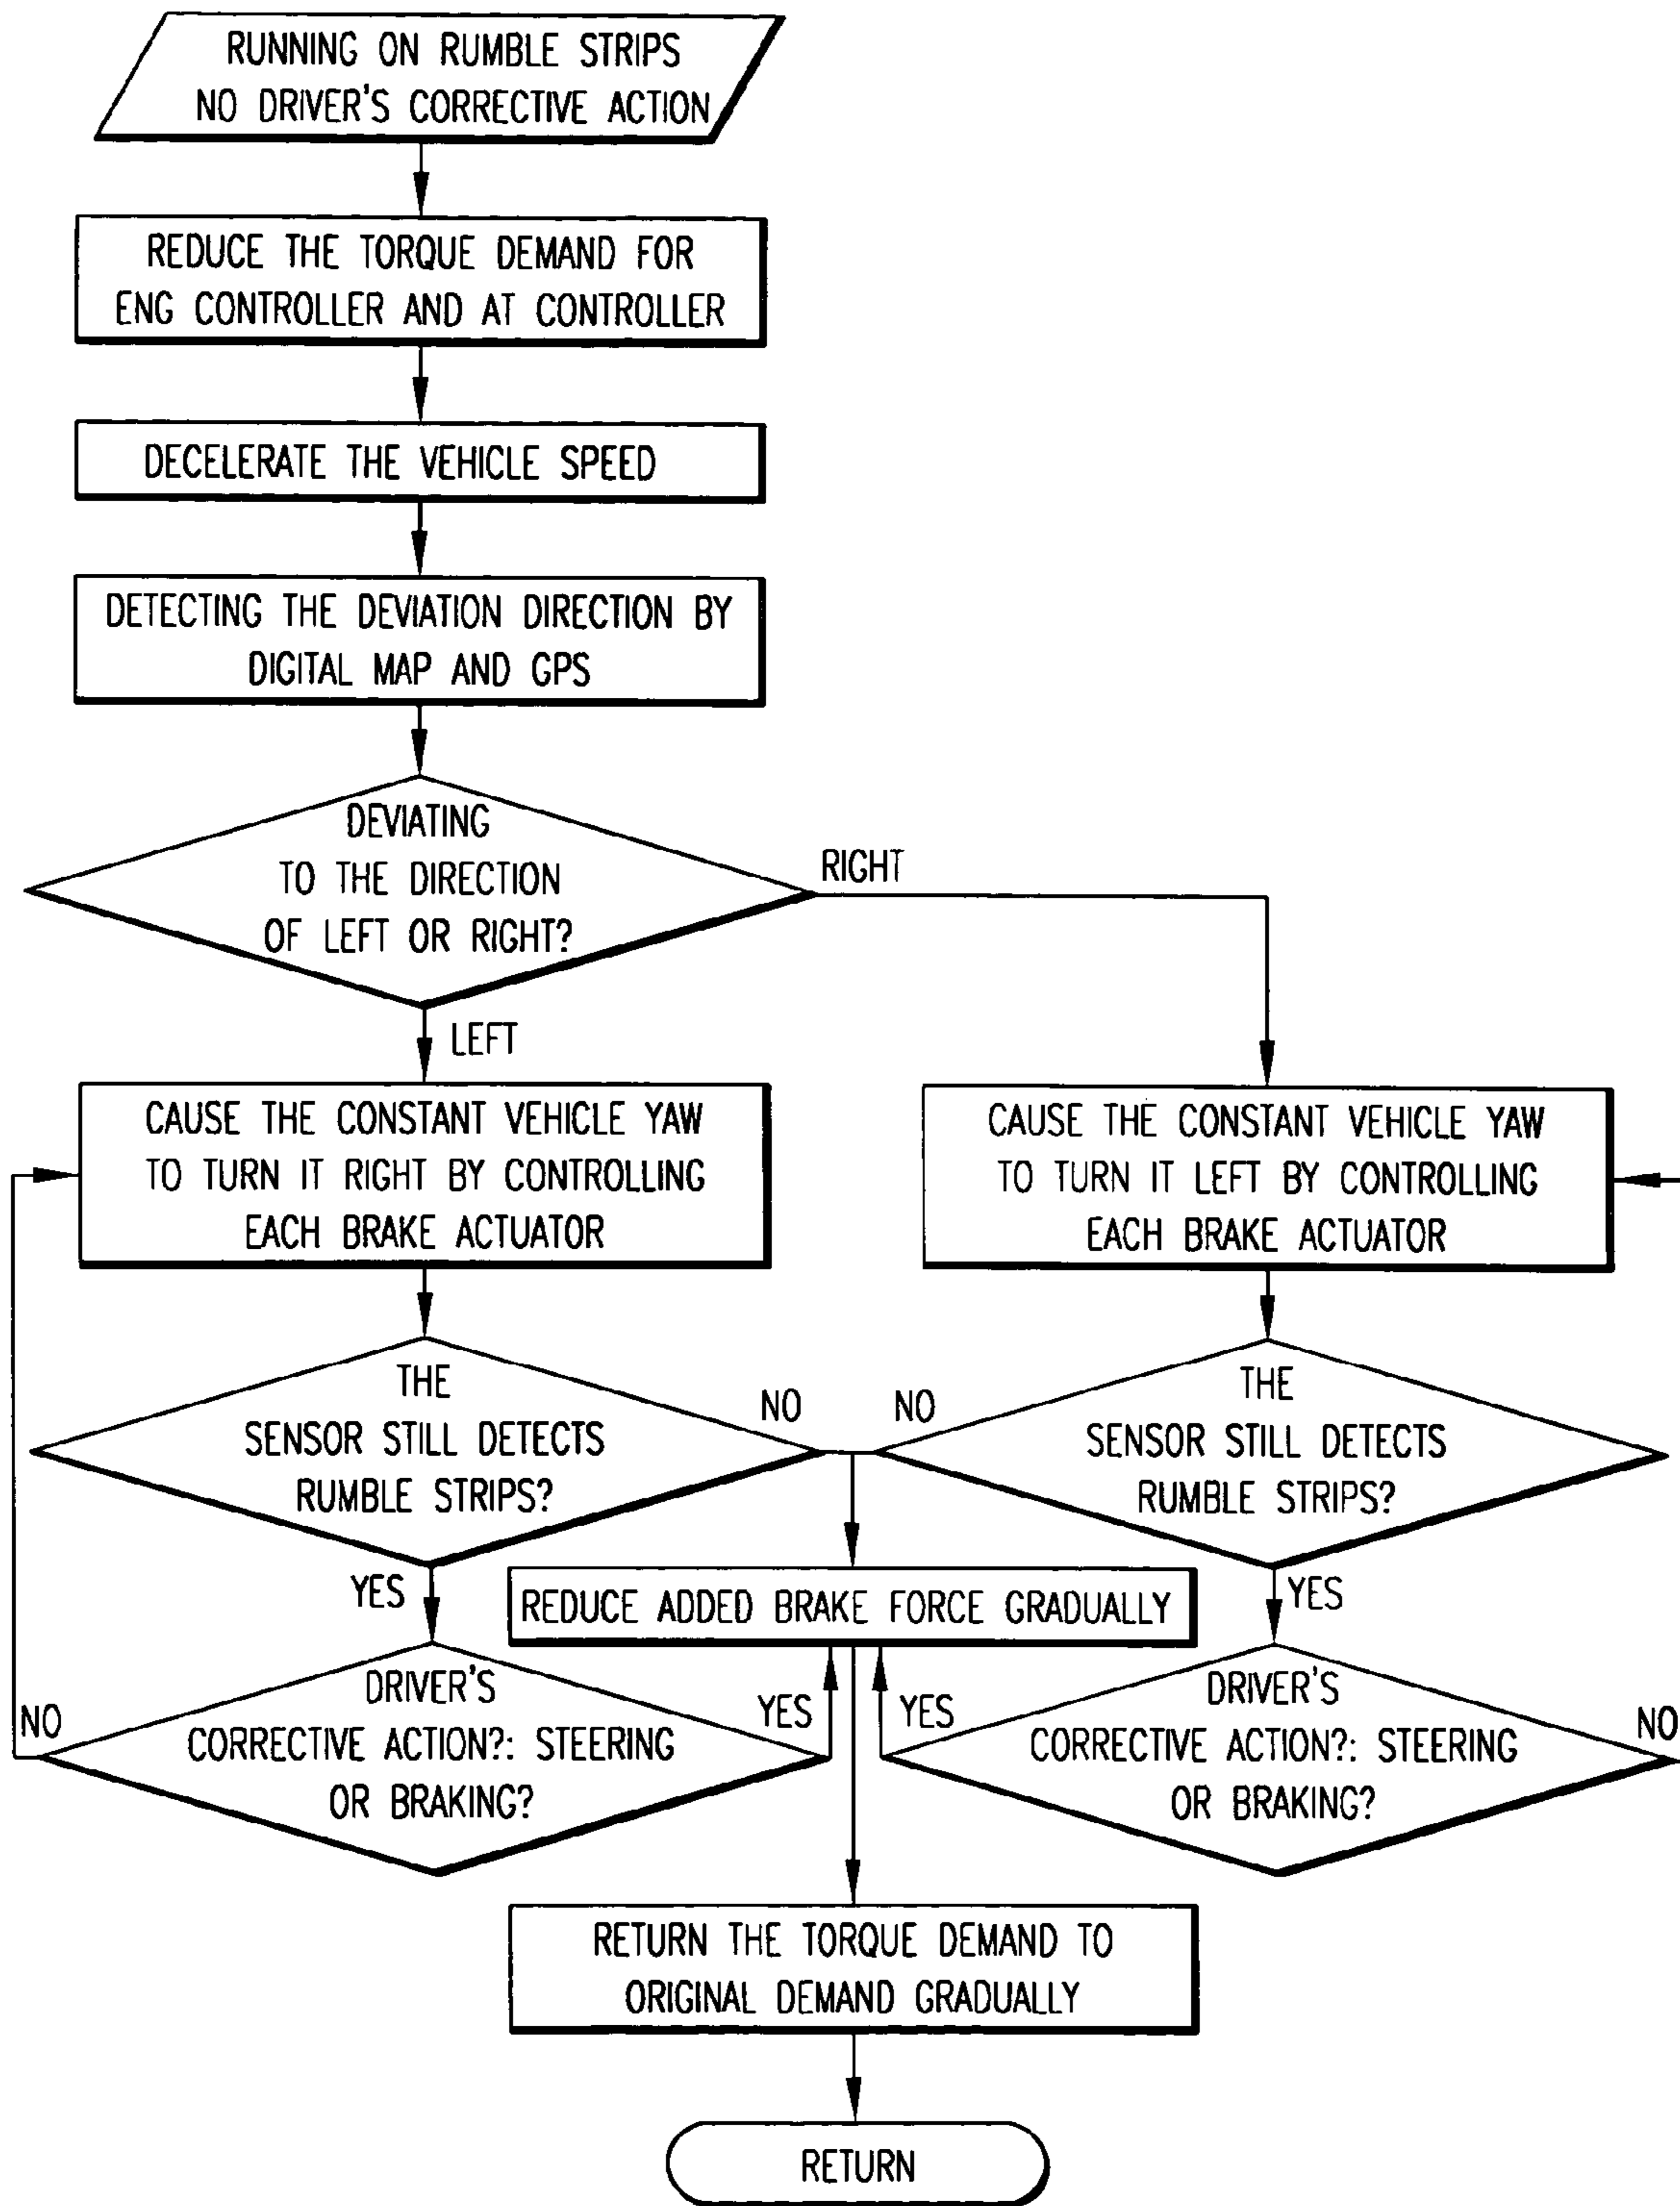 RUNNING ON RUMBLE STRIPS
NO DRIVER'S CORRECTIVE ACTION
REDUCE THE TORQUE DEMAND FOR
ENG CONTROLLER AND AT CONTROLLER
DECELERATE THE VEHICLE SPEED
DETECTING THE DEVIATION DIRECTION BY
DIGITAL MAP AND GPS
DEVIATING
TO THE DIRECTION
OF LEFT OR RIGHT?
RIGHT
LEFT
CAUSE THE CONSTANT VEHICLE YAW
TO TURN IT RIGHT BY CONTROLLING
EACH BRAKE ACTUATOR
CAUSE THE CONSTANT VEHICLE YAW
TO TURN IT LEFT BY CONTROLLING
EACH BRAKE ACTUATOR
THE
SENSOR STILL DETECTS
RUMBLE STRIPS?
NO
NO
THE
SENSOR STILL DETECTS
RUMBLE STRIPS?
YES
REDUCE ADDED BRAKE FORCE GRADUALLY
YES
NO
DRIVER'S
CORRECTIVE ACTION?: STEERING
OR BRAKING?
YES
YES
DRIVER'S
CORRECTIVE ACTION?: STEERING
OR BRAKING?
NO
RETURN THE TORQUE DEMAND TO
ORIGINAL DEMAND GRADUALLY
RETURN